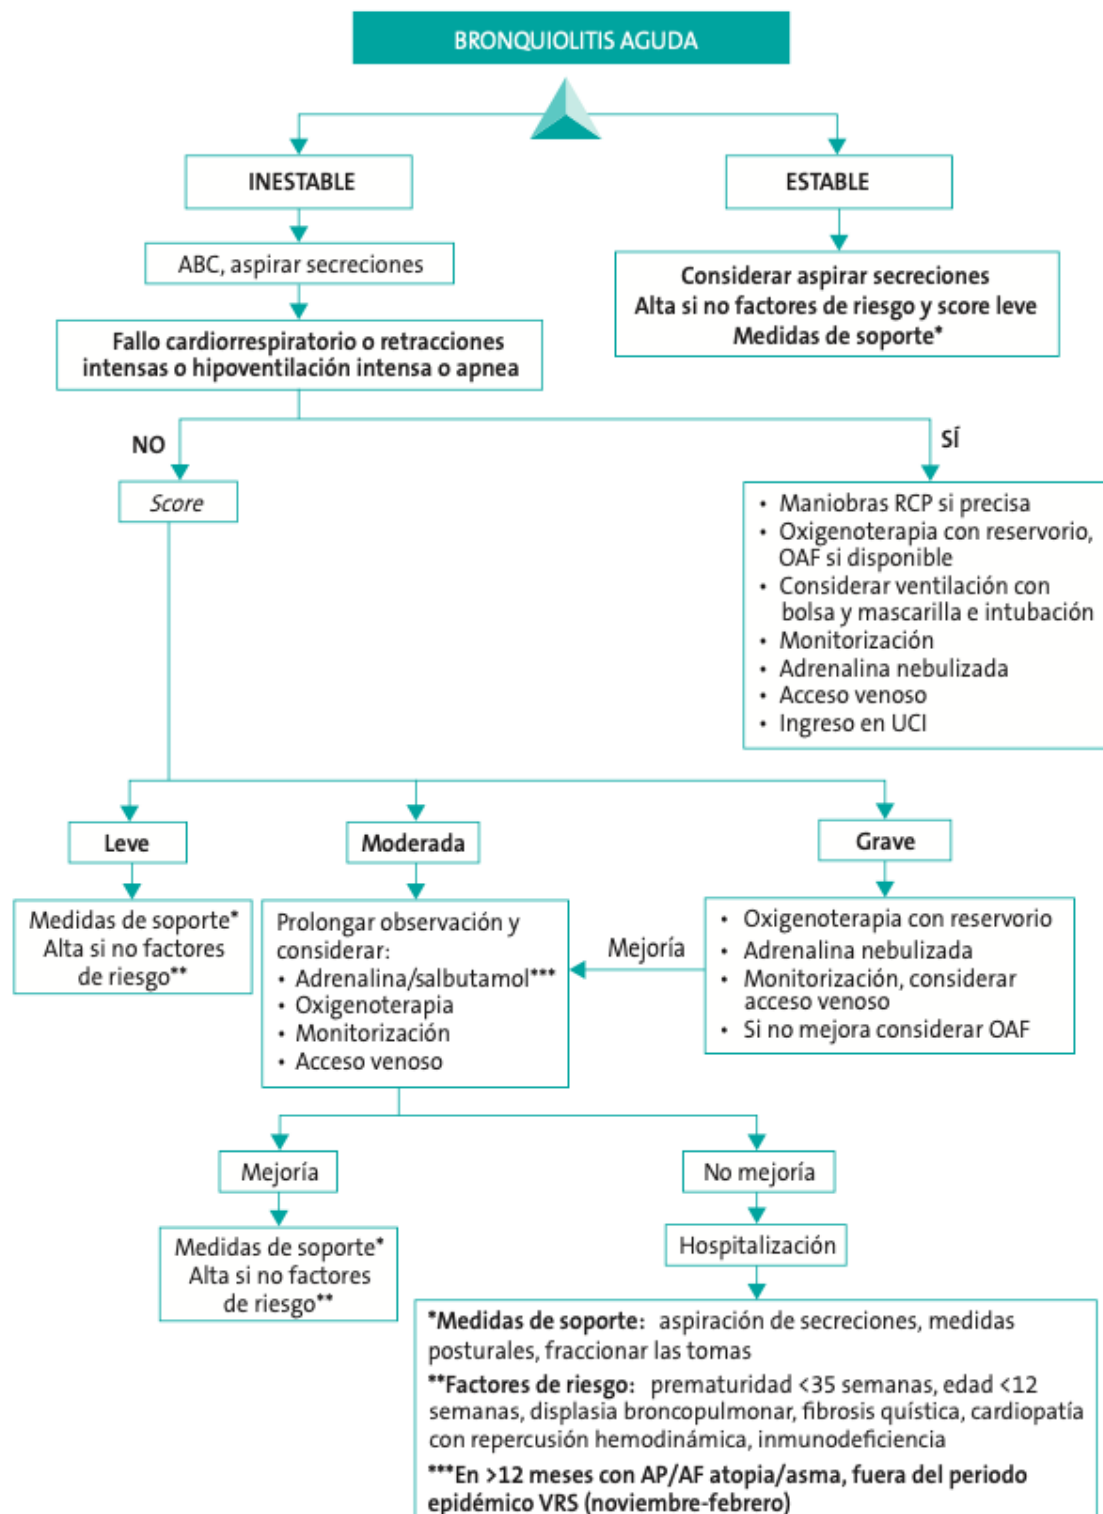 BRONQUIOLITIS AGUDA
INESTABLE
ESTABLE
ABC, aspirar secreciones
Considerar aspirar secreciones
Alta si no factores de riesgo y score leve
Medidas de soporte*
Fallo cardiorrespiratorio o retracciones
intensas o hipoventilación intensa o apnea
NO
SÍ
Score
• Maniobras RCP si precisa
• Oxigenoterapia con reservorio,
OAF si disponible
• Considerar ventilación con
bolsa y mascarilla e intubación
• Monitorización
• Adrenalina nebulizada
• Acceso venoso
• Ingreso en UCI
Leve
Moderada
Grave
Medidas de soporte*
Alta si no factores
de riesgo**
Prolongar observación y
considerar:
• Adrenalina/salbutamol***
• Oxigenoterapia
• Monitorización
• Acceso venoso
Mejoría
• Oxigenoterapia con reservorio
• Adrenalina nebulizada
• Monitorización, considerar
acceso venoso
• Si no mejora considerar OAF
Mejoría
No mejoría
Medidas de soporte*
Alta si no factores
de riesgo**
Hospitalización
*Medidas de soporte: aspiración de secreciones, medidas
posturales, fraccionar las tomas
**Factores de riesgo: prematuridad <35 semanas, edad <12
semanas, displasia broncopulmonar, fibrosis quística, cardiopatía
con repercusión hemodinámica, inmunodeficiencia
***En >12 meses con AP/AF atopia/asma, fuera del periodo
epidémico VRS (noviembre-febrero)